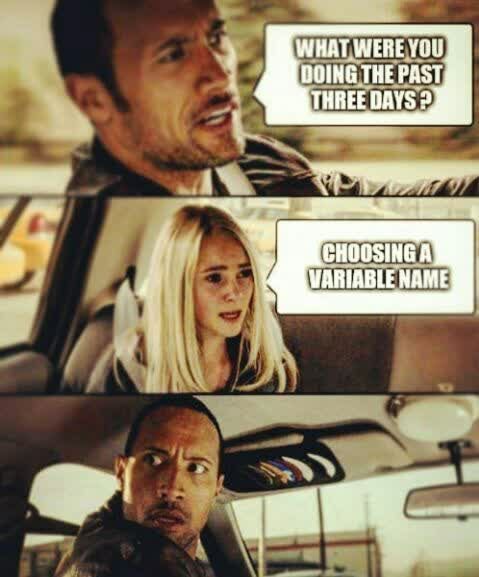 WHAT WERE YOU
DOING THE PAST
THREE DAYS?
CHOOSING A
VARIABLE NAME